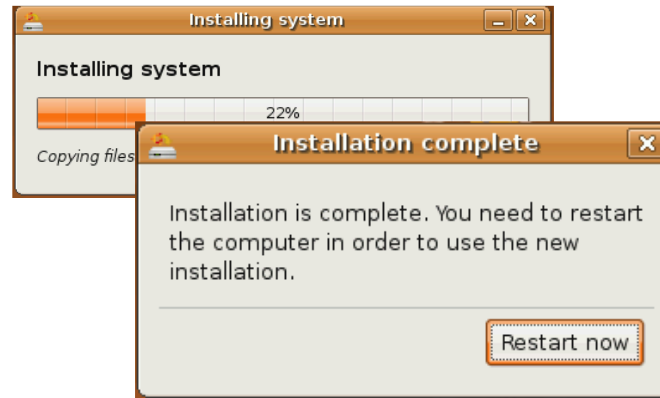 Installing system
Installing system
22%
Copying files
Installation complete
Installation is complete. You need to restart
the computer in order to use the new
installation.
Restart now